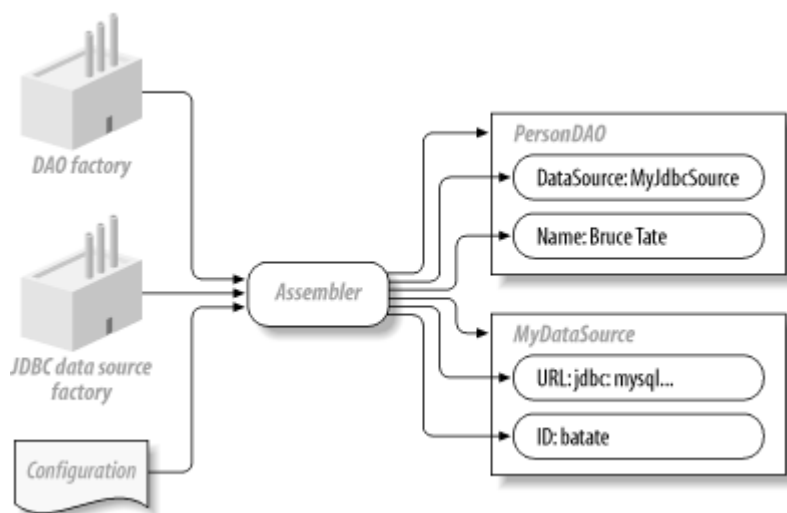 DAO factory
JDBC data source
factory
Configuration
Assembler
PersonDAO
DataSource: MyJdbcSource
Name: Bruce Tate
MyDataSource
URL: jdbc: mysql...
ID: batate